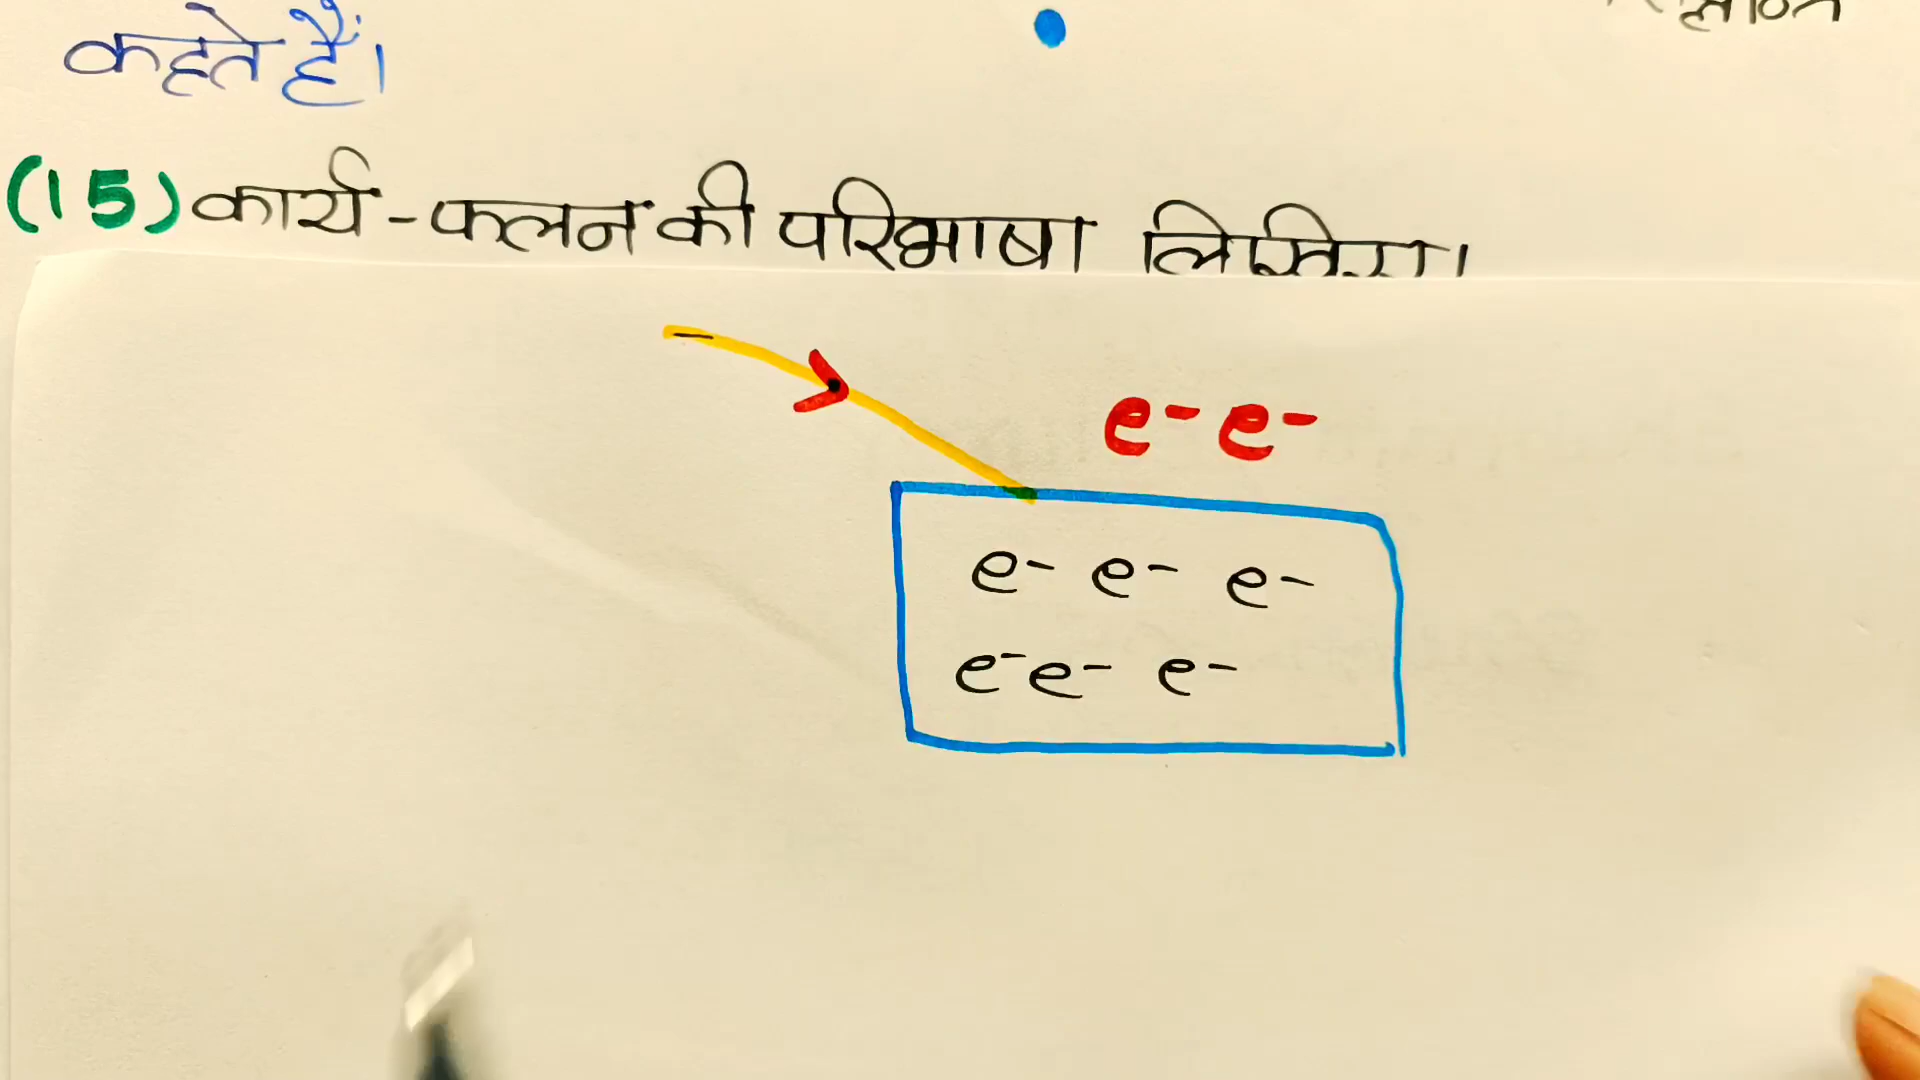 कहते हैं।
(15) कार्य-फलन की परिभाषा लिखिए।
e- e-
e- e- e-
e- e- e-